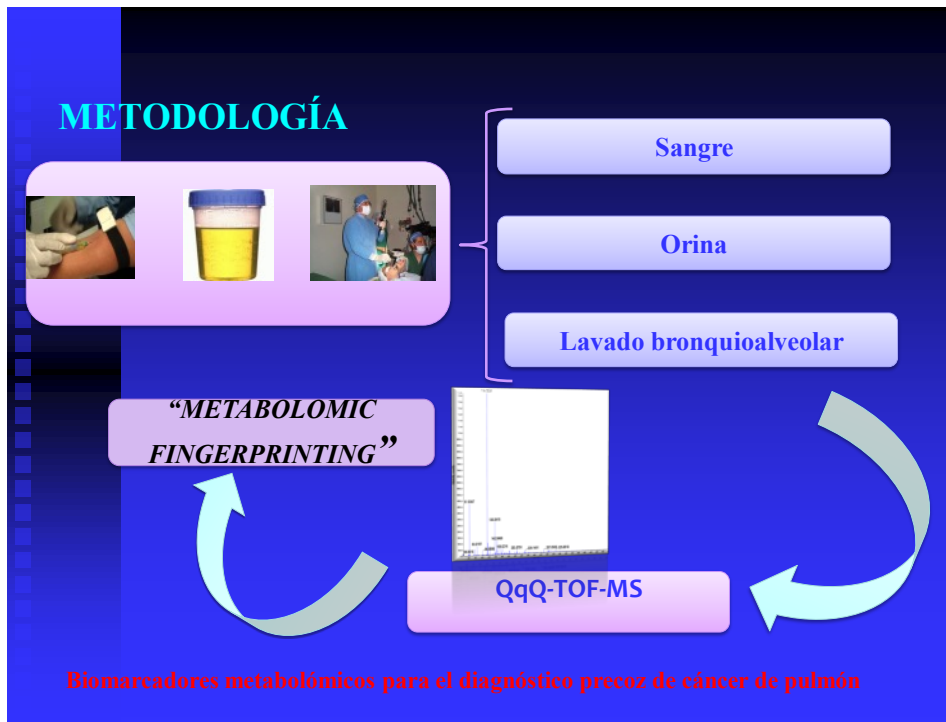 METODOLOGÍA
Sangre
Orina
Lavado bronquioalveolar
“METABOLOMIC
FINGERPRINTING”
QqQ-TOF-MS
Biomarcadores metabolómicos para el diagnóstico precoz de cáncer de pulmón